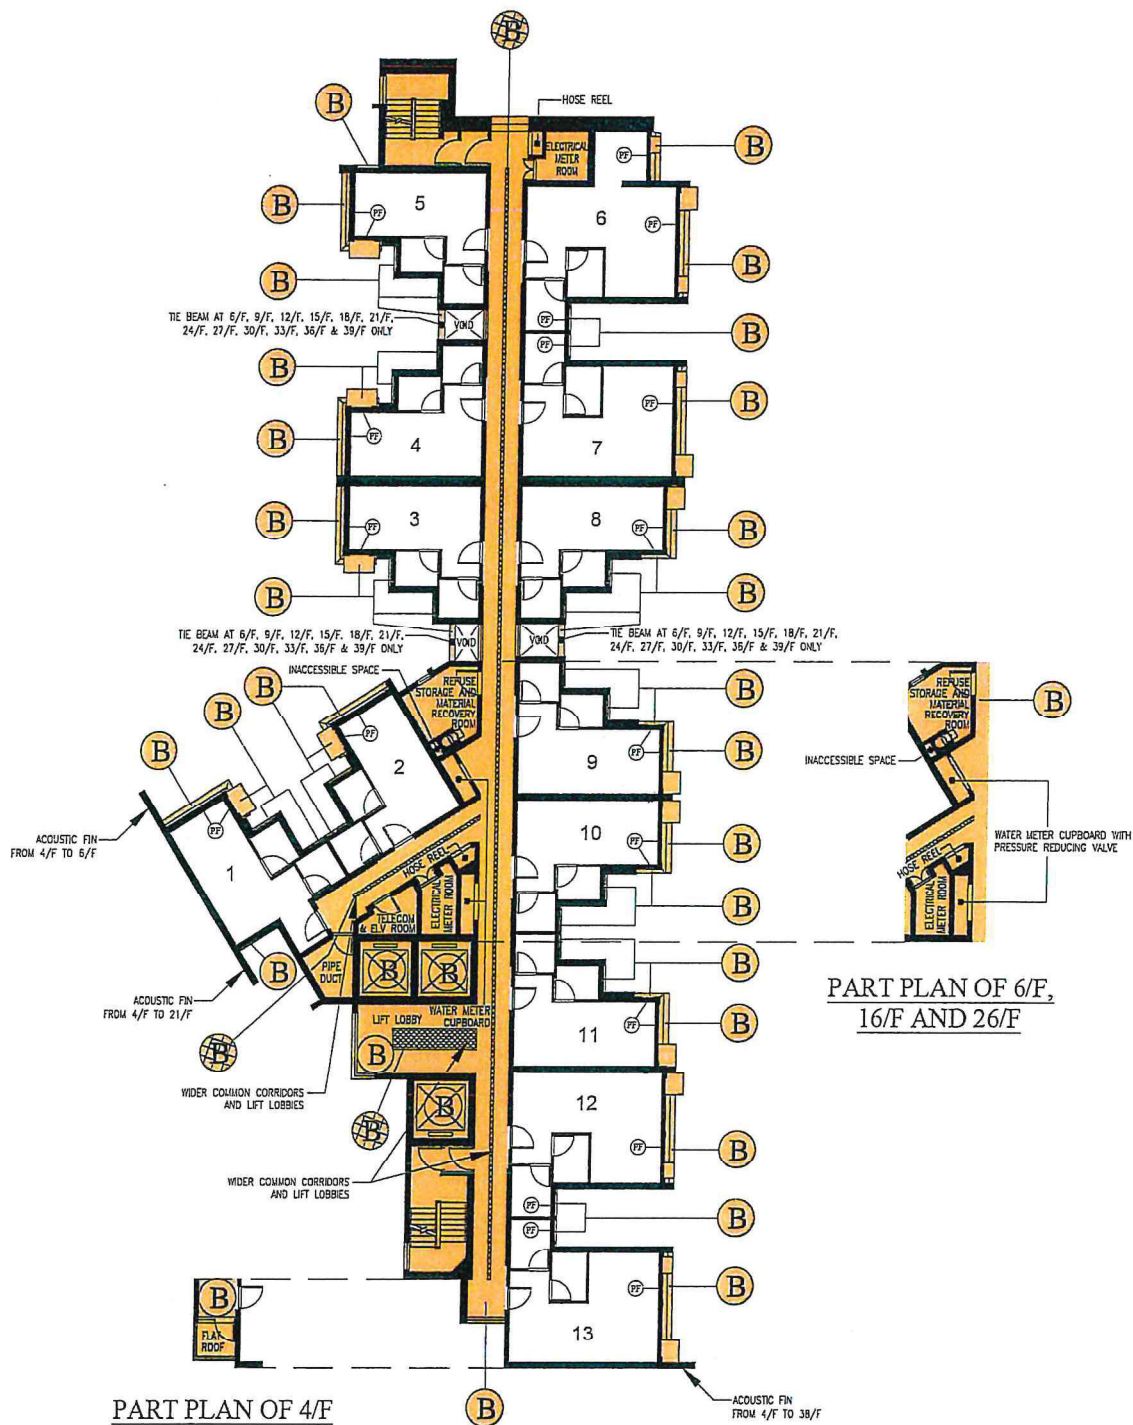 B
HOSE REEL
B
ELECTRICAL
METER
ROOM
PF
B
5
6
B
PF
PF
B
B
B
TIE BEAM AT 6/F, 9/F, 12/F, 15/F, 18/F, 21/F,
24/F, 27/F, 30/F, 33/F, 36/F & 39/F ONLY
VOID
PF
PF
B
B
PF
B
B
PF
4
7
B
3
8
PF
PF
B
B
B
TIE BEAM AT 6/F, 9/F, 12/F, 15/F, 18/F, 21/F,
24/F, 27/F, 30/F, 33/F, 36/F & 39/F ONLY
VOID
VOID
TIE BEAM AT 6/F, 9/F, 12/F, 15/F, 18/F, 21/F,
24/F, 27/F, 30/F, 33/F, 36/F & 39/F ONLY
INACCESSIBLE SPACE
REFUSE
STORAGE AND
MATERIAL
RECOVERY
ROOM
B
B
B
PF
2
B
9
PF
B
B
PF
1
10
PF
B
REFUSE
STORAGE AND
MATERIAL
RECOVERY
ROOM
B
INACCESSIBLE SPACE
WATER METER CUPBOARD WITH
PRESSURE REDUCING VALVE
HOSE REEL
ELECTRICAL
METER ROOM
PART PLAN OF 6/F,
16/F AND 26/F
ACOUSTIC FIN
FROM 4/F TO 6/F
HOSE REEL
ELECTRICAL
METER ROOM
TELECOM
& ELV ROOM
B
B
PIPE
DUCT
B
B
B
ACOUSTIC FIN
FROM 4/F TO 21/F
LIFT LOBBY
WATER METER
CUPBOARD
B
B
11
PF
B
WIDER COMMON CORRIDORS
AND LIFT LOBBIES
B
B
12
PF
B
WIDER COMMON CORRIDORS
AND LIFT LOBBIES
PF
PF
B
B
FLAT
ROOF
PF
B
13
B
PART PLAN OF 4/F
ACOUSTIC FIN
FROM 4/F TO 38/F